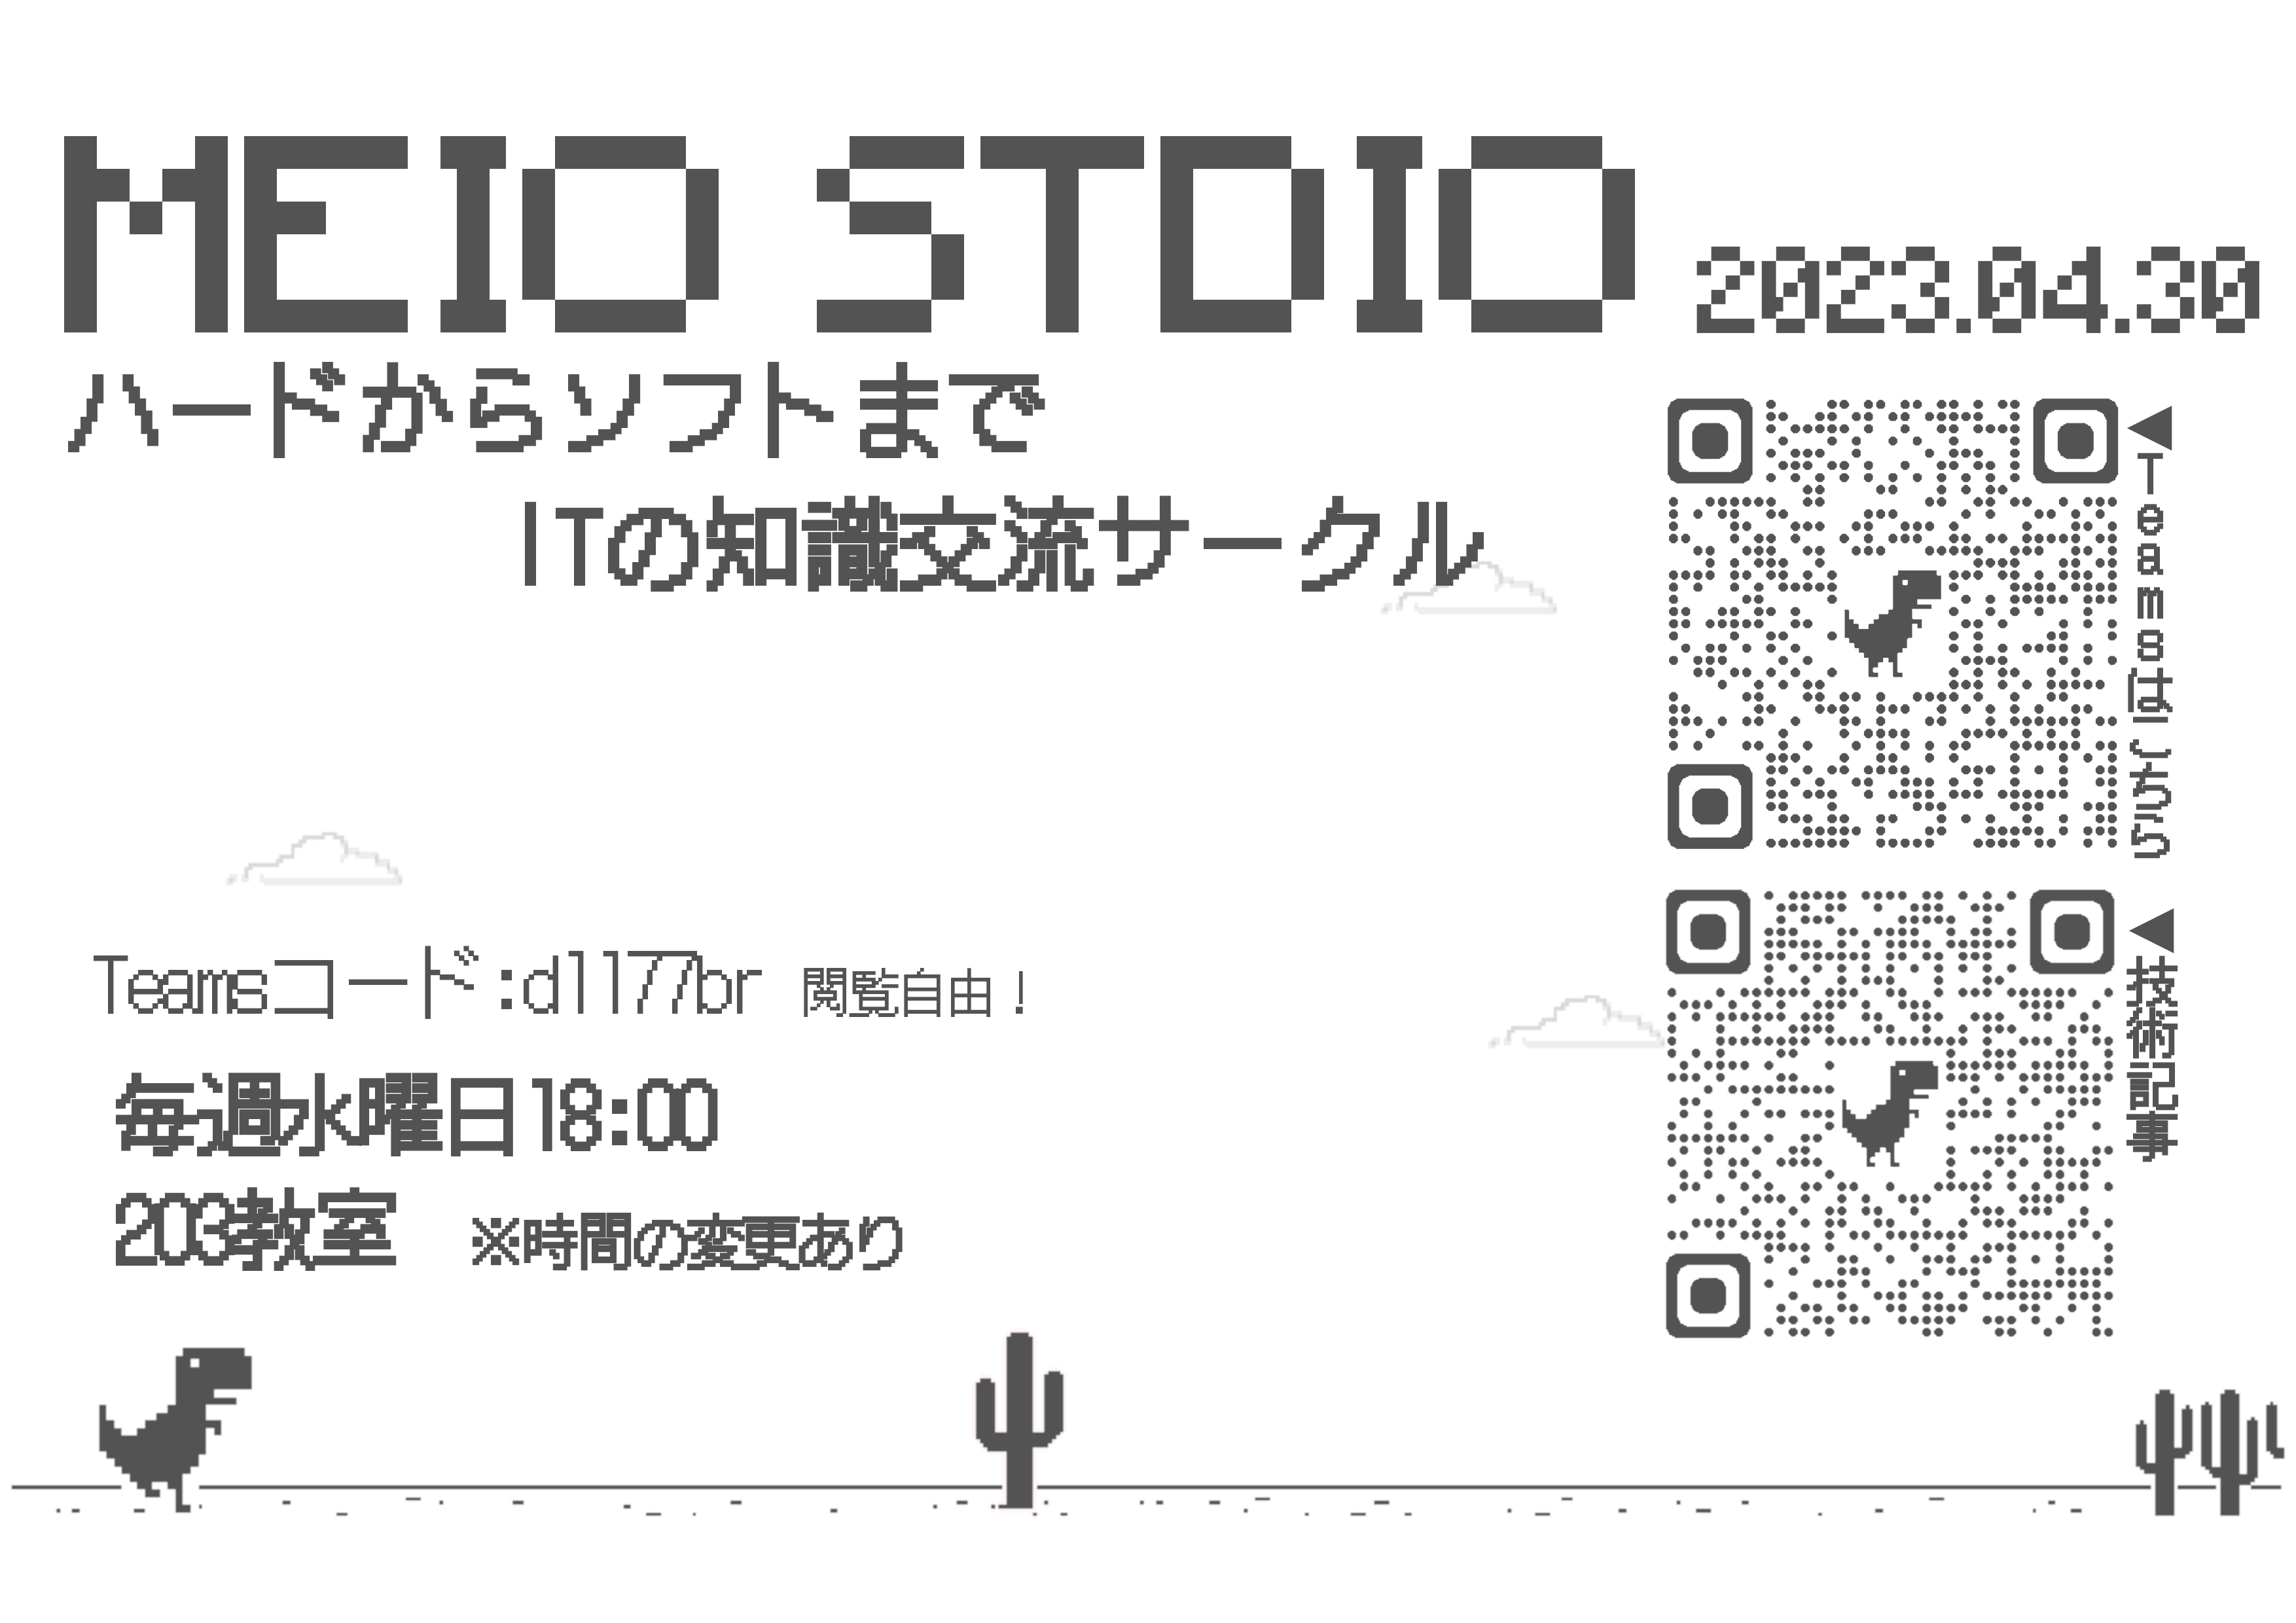 MEIO STDIO
2023.04.30
ハードからソフトまで
ITの知識交流サークル
◀Teamsはこちら
Teamsコード:d1177br 閲覧自由！
毎週水曜日18:00
203教室 ※時間の変更あり
◀技術記事